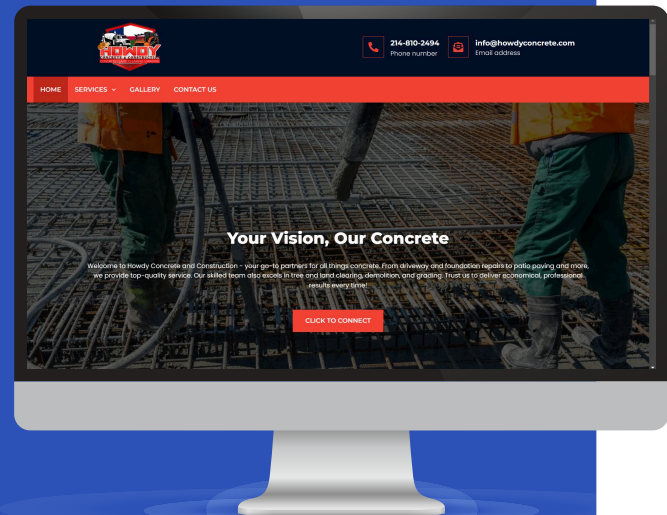 HOWDY
214-810-2494
Phone number
info@howdyconcrete.com
Email address
HOME
SERVICES
GALLERY
CONTACT US
Your Vision, Our Concrete
Welcome to Howdy Concrete and Construction - your go-to partners for all things concrete. From driveway and foundation repairs to patio paving and more,
we provide top-quality service. Our skilled team also excels in tree and land clearing, demolition, and grading. Trust us to deliver economical, professional
results every time!
CLICK TO CONNECT